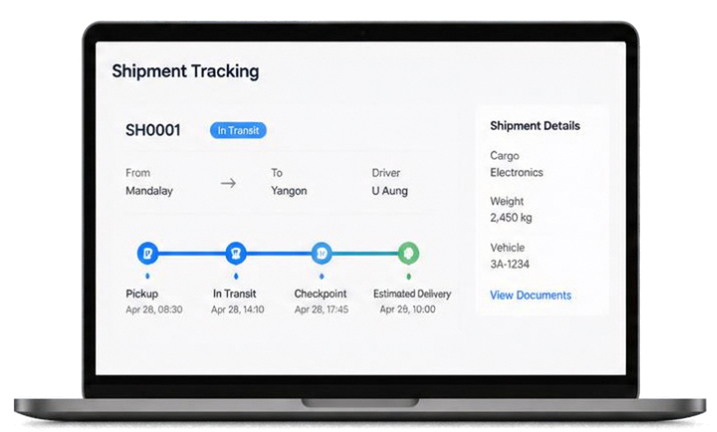 Shipment Tracking
SH0001
In Transit
From
Mandalay
→
To
Yangon
Driver
U Aung
Pickup
Apr 28, 08:30
In Transit
Apr 28, 14:10
Checkpoint
Apr 28, 17:45
Estimated Delivery
Apr 29, 10:00
Shipment Details
Cargo
Electronics
Weight
2,450 kg
Vehicle
3A-1234
View Documents